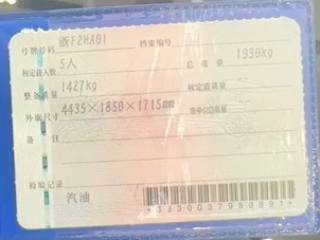 号牌号码 浙F2HA81 档案编号
核定载人数 5人 总质量 1930kg
整备质量 1427kg 核定载质量
外廓尺寸 4435×1850×1715mm 准牵引总质量
备注
检验记录
汽油
*3330037980891*